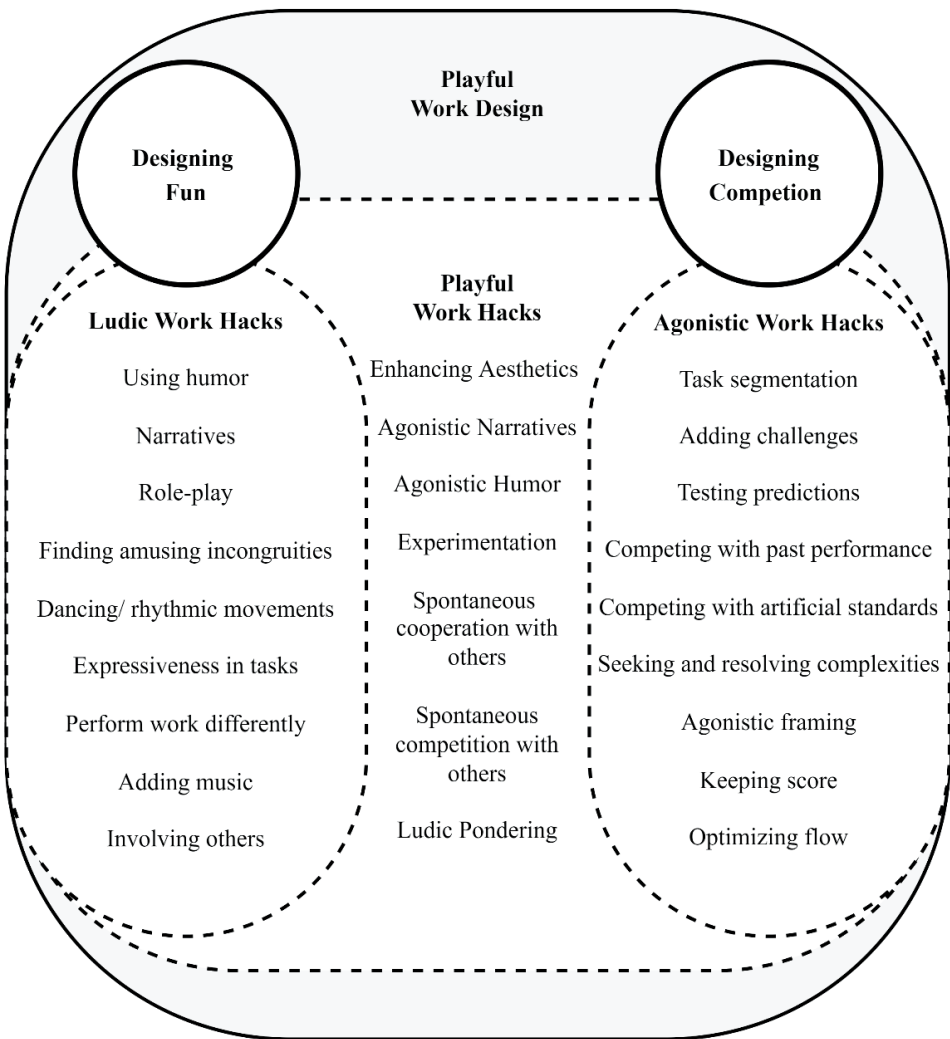 Playful
Work Design
Designing
Fun
Designing
Competion
Playful
Work Hacks
Ludic Work Hacks
Using humor
Narratives
Role-play
Finding amusing incongruities
Dancing/ rhythmic movements
Expressiveness in tasks
Perform work differently
Adding music
Involving others
Enhancing Aesthetics
Agonistic Narratives
Agonistic Humor
Experimentation
Spontaneous
cooperation with
others
Spontaneous
competition with
others
Ludic Pondering
Agonistic Work Hacks
Task segmentation
Adding challenges
Testing predictions
Competing with past performance
Competing with artificial standards
Seeking and resolving complexities
Agonistic framing
Keeping score
Optimizing flow